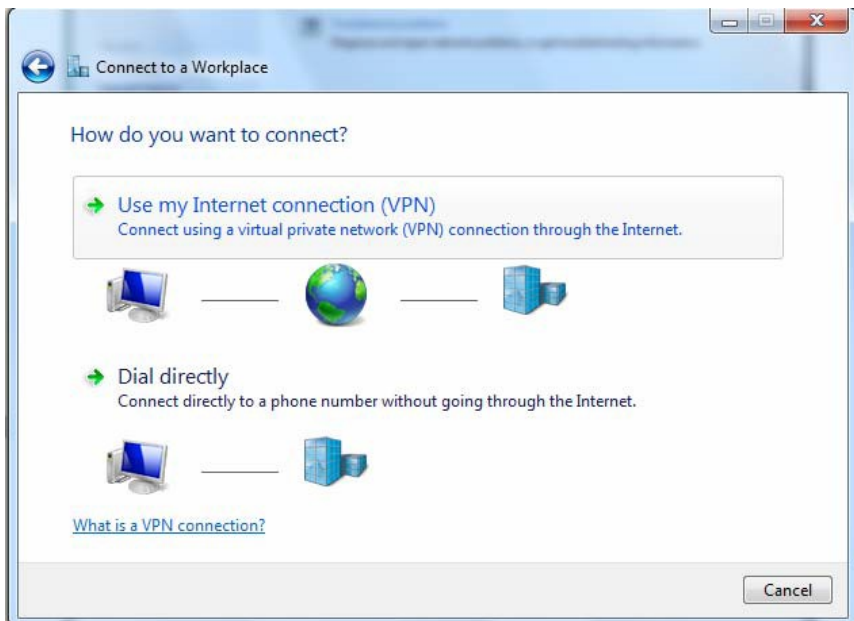 Connect to a Workplace
How do you want to connect?
Use my Internet connection (VPN)
Connect using a virtual private network (VPN) connection through the Internet.
Dial directly
Connect directly to a phone number without going through the Internet.
What is a VPN connection?
Cancel